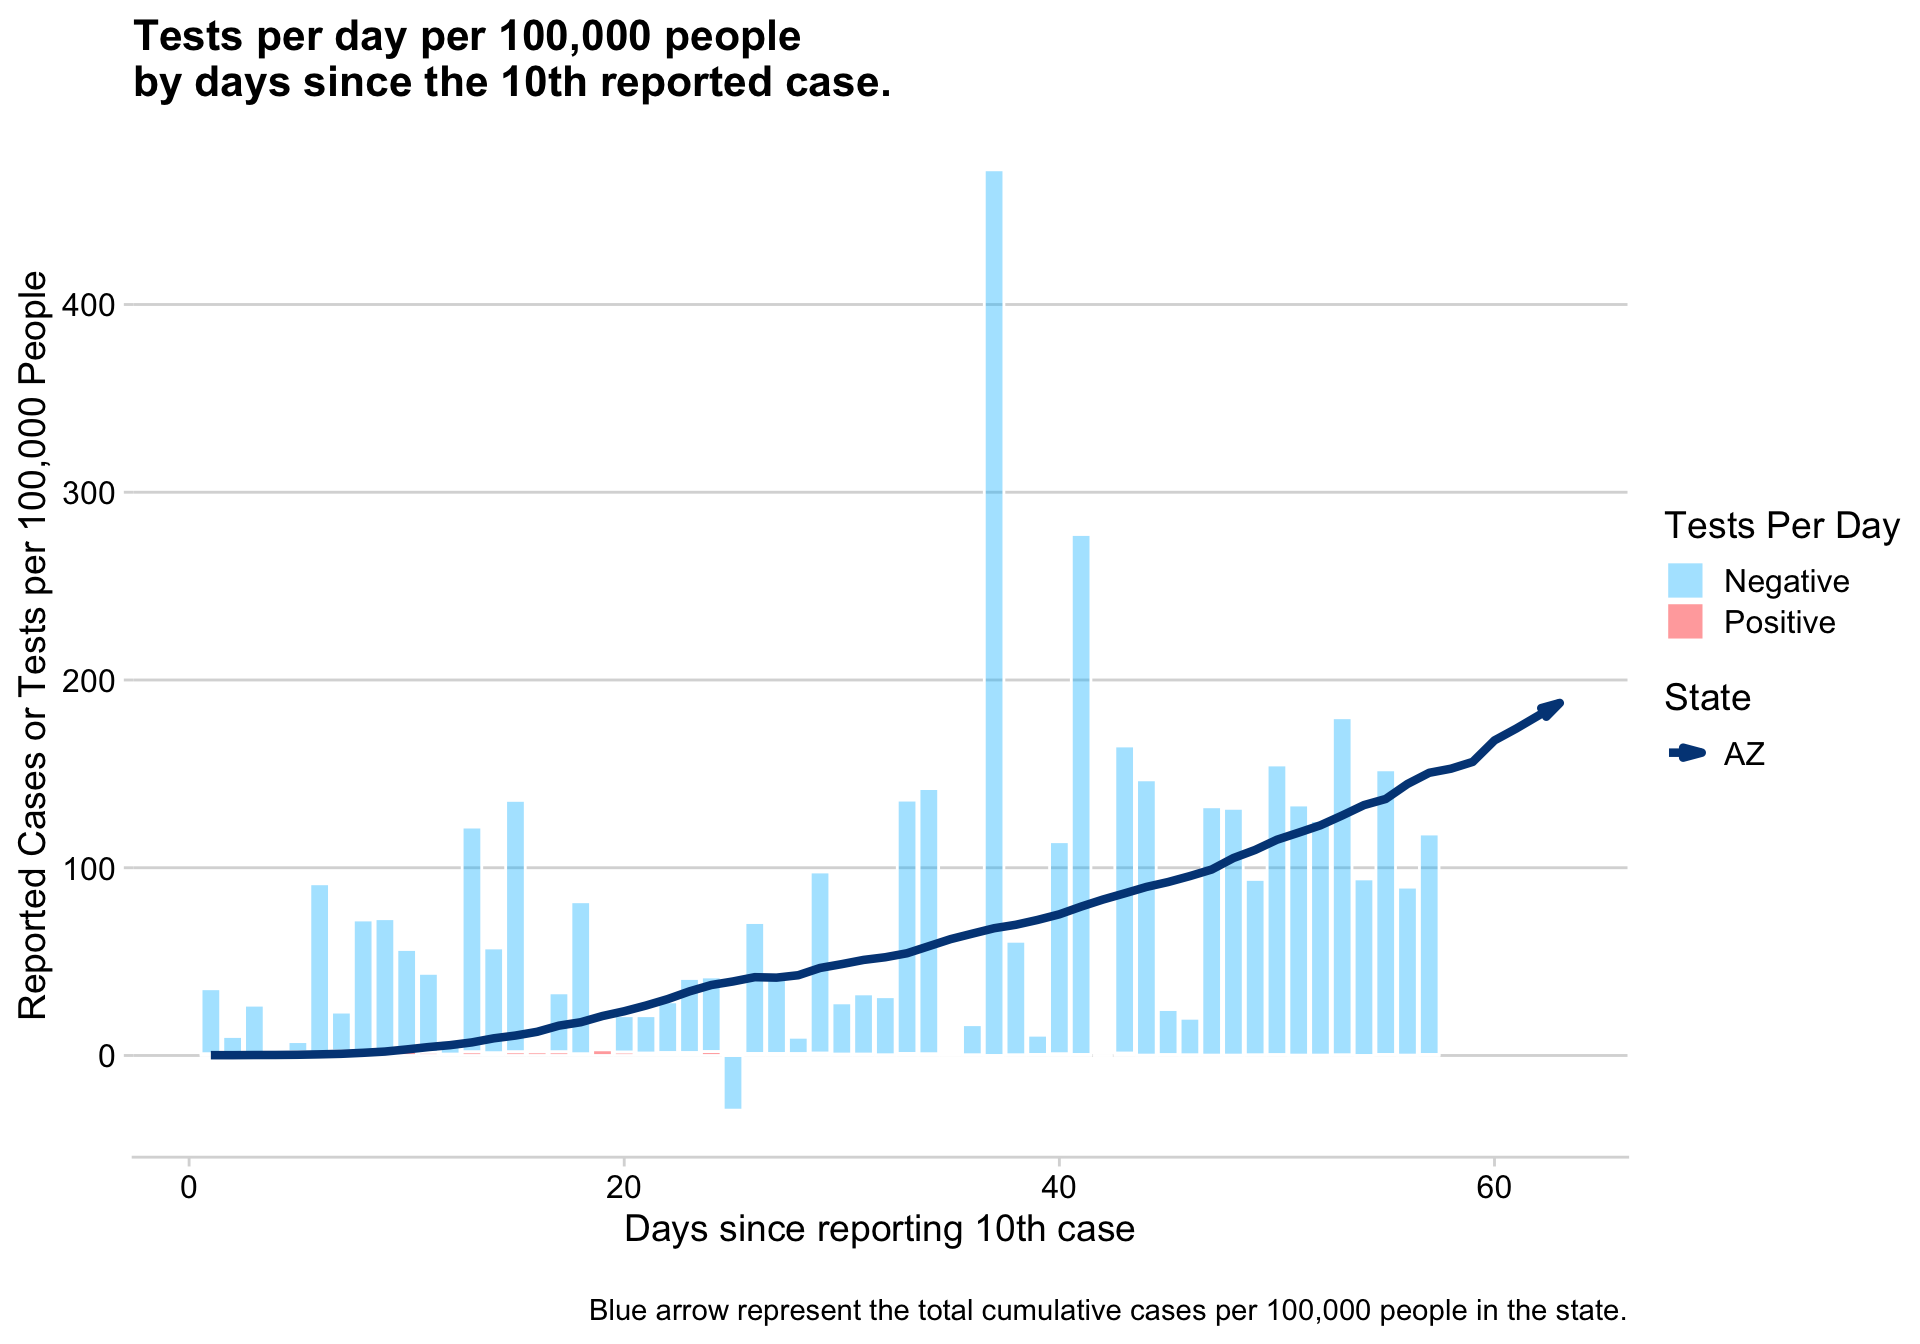 Tests per day per 100,000 people
by days since the 10th reported case.
Reported Cases or Tests per 100,000 People
400
300
200
100
0
0
20
40
60
Days since reporting 10th case
Tests Per Day
Negative
Positive
State
AZ
Blue arrow represent the total cumulative cases per 100,000 people in the state.